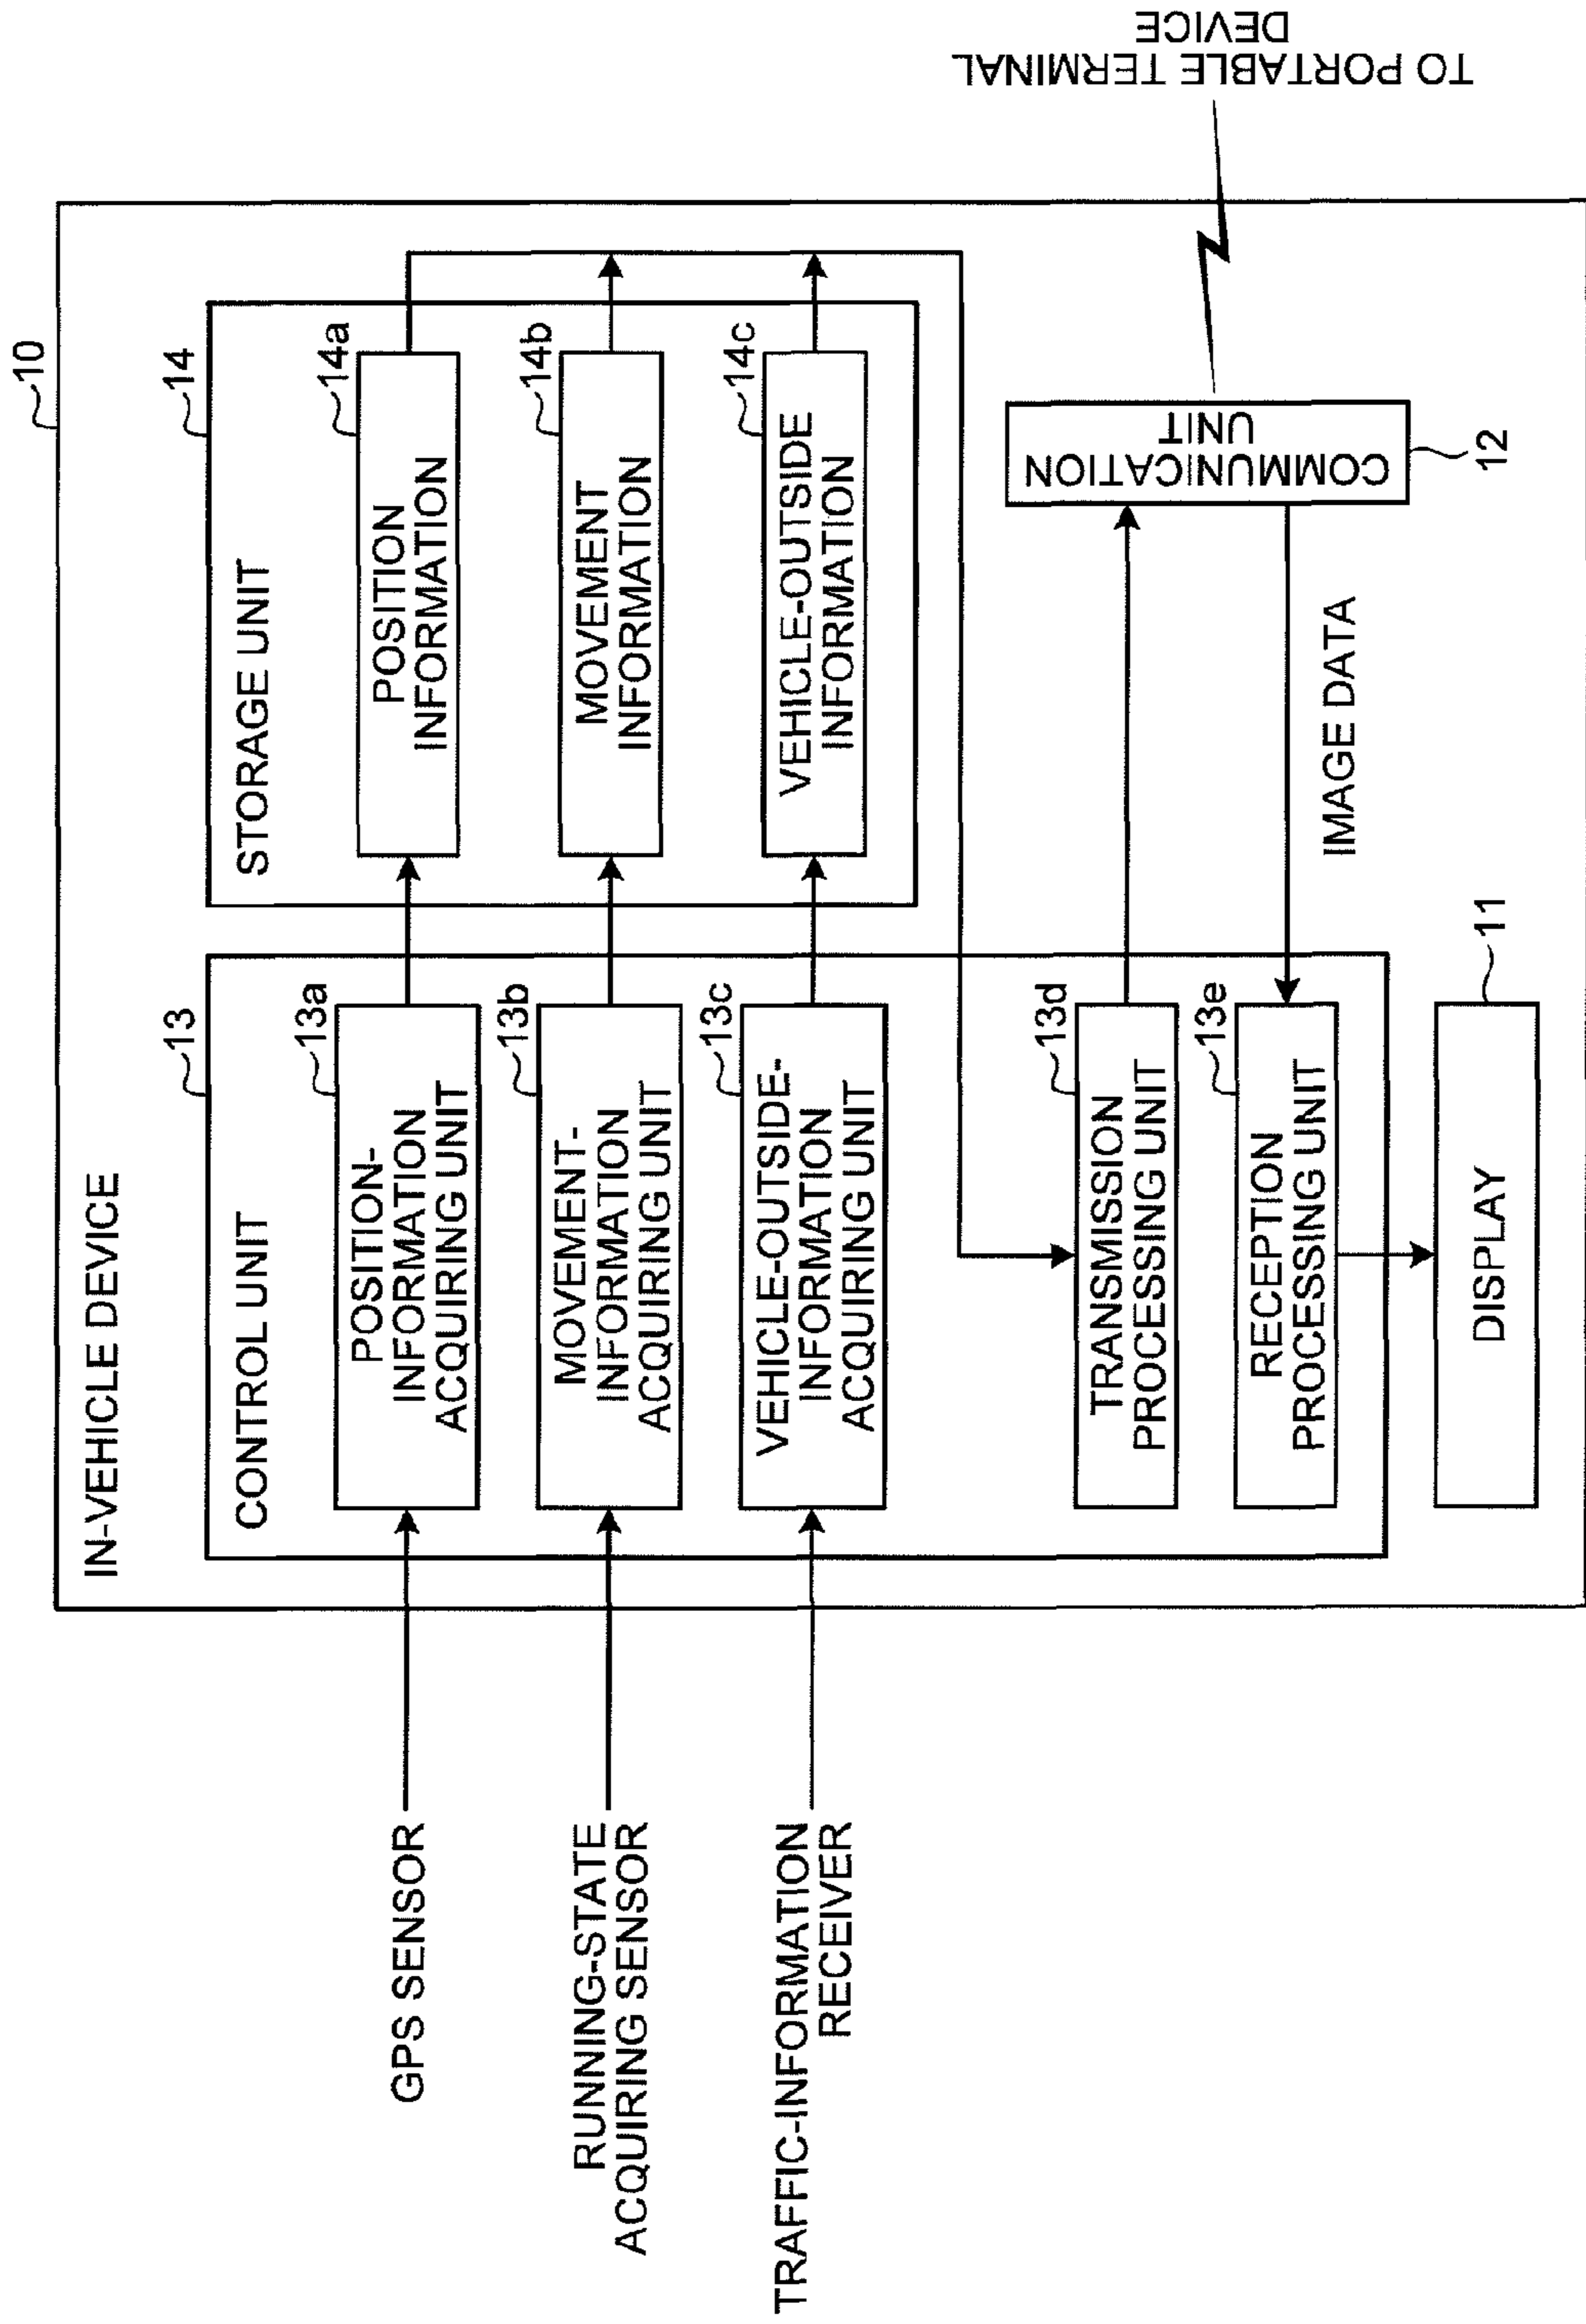 10
IN-VEHICLE DEVICE
13
CONTROL UNIT
14
STORAGE UNIT
GPS SENSOR
13a
POSITION-
INFORMATION
ACQUIRING UNIT
14a
POSITION
INFORMATION
RUNNING-STATE
ACQUIRING SENSOR
13b
MOVEMENT-
INFORMATION
ACQUIRING UNIT
14b
MOVEMENT
INFORMATION
TRAFFIC-INFORMATION
RECEIVER
13c
VEHICLE-OUTSIDE-
INFORMATION
ACQUIRING UNIT
14c
VEHICLE-OUTSIDE
INFORMATION
13d
TRANSMISSION
PROCESSING UNIT
13e
RECEPTION
PROCESSING UNIT
IMAGE DATA
COMMUNICATION
UNIT
12
TO PORTABLE TERMINAL
DEVICE
11
DISPLAY